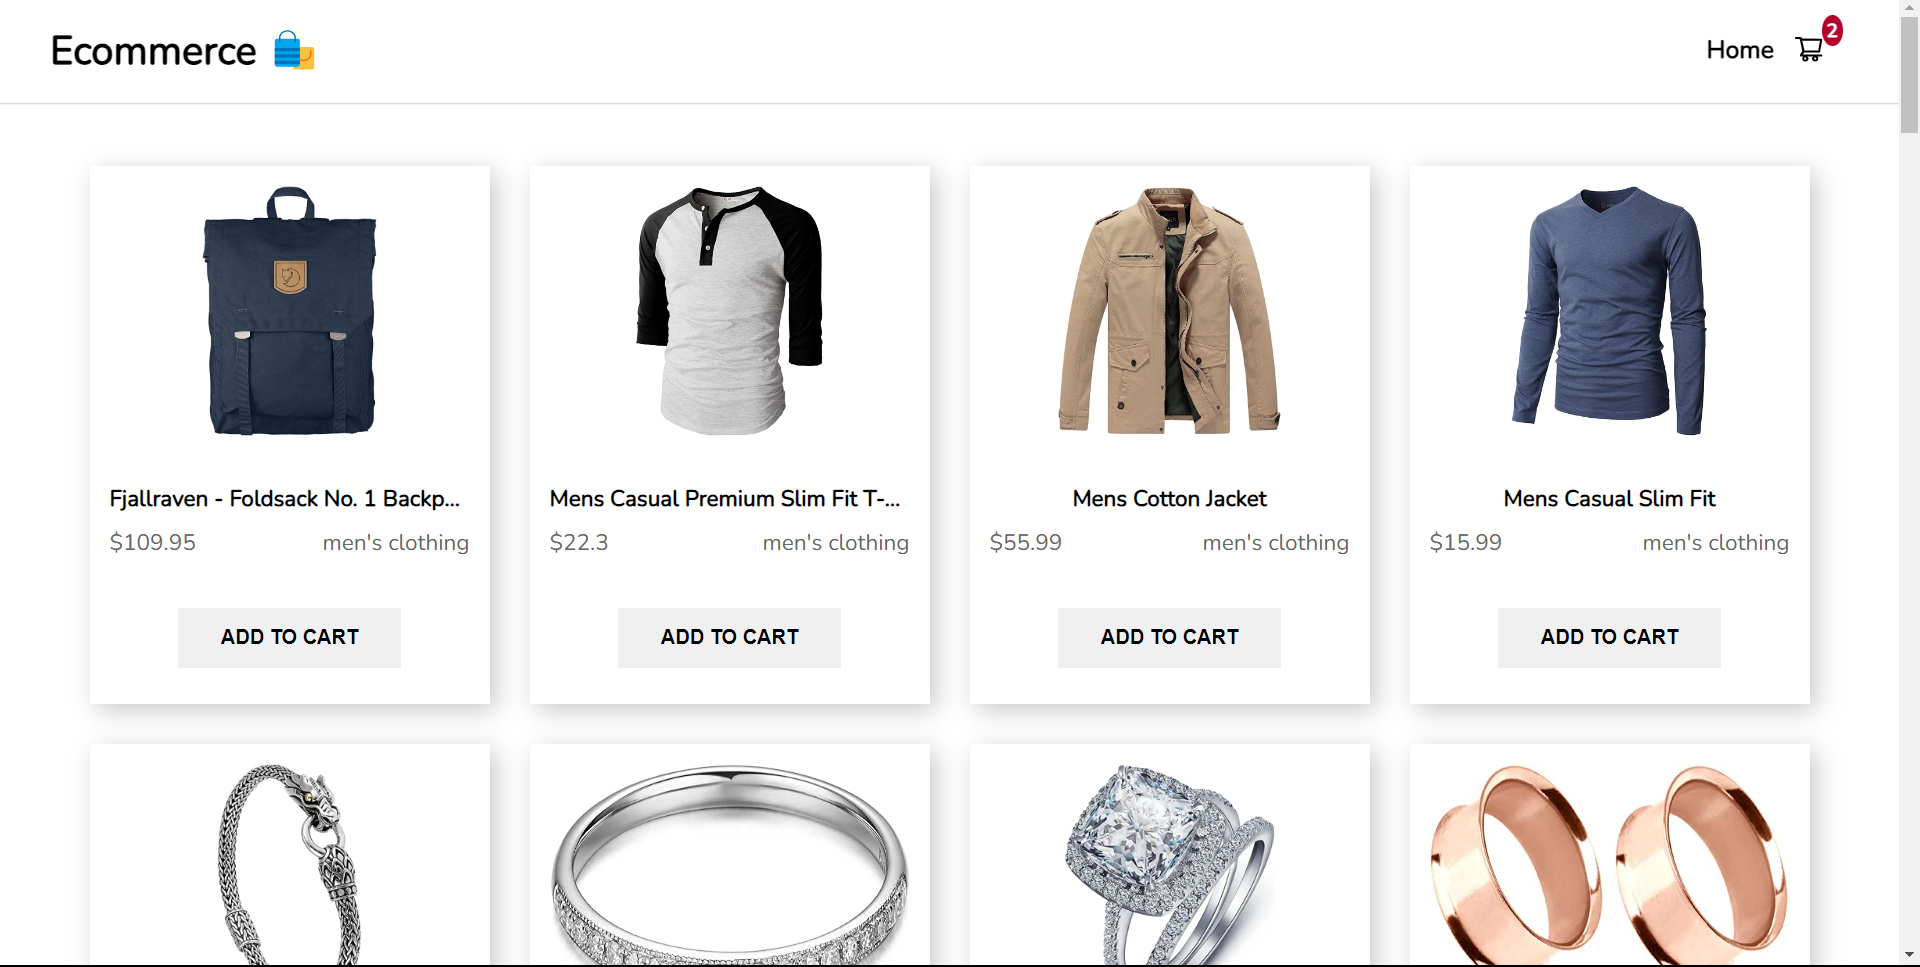 Ecommerce
Home
2
Fjallraven - Foldsack No. 1 Backp...
$109.95 men's clothing
ADD TO CART
Mens Casual Premium Slim Fit T-...
$22.3 men's clothing
ADD TO CART
Mens Cotton Jacket
$55.99 men's clothing
ADD TO CART
Mens Casual Slim Fit
$15.99 men's clothing
ADD TO CART